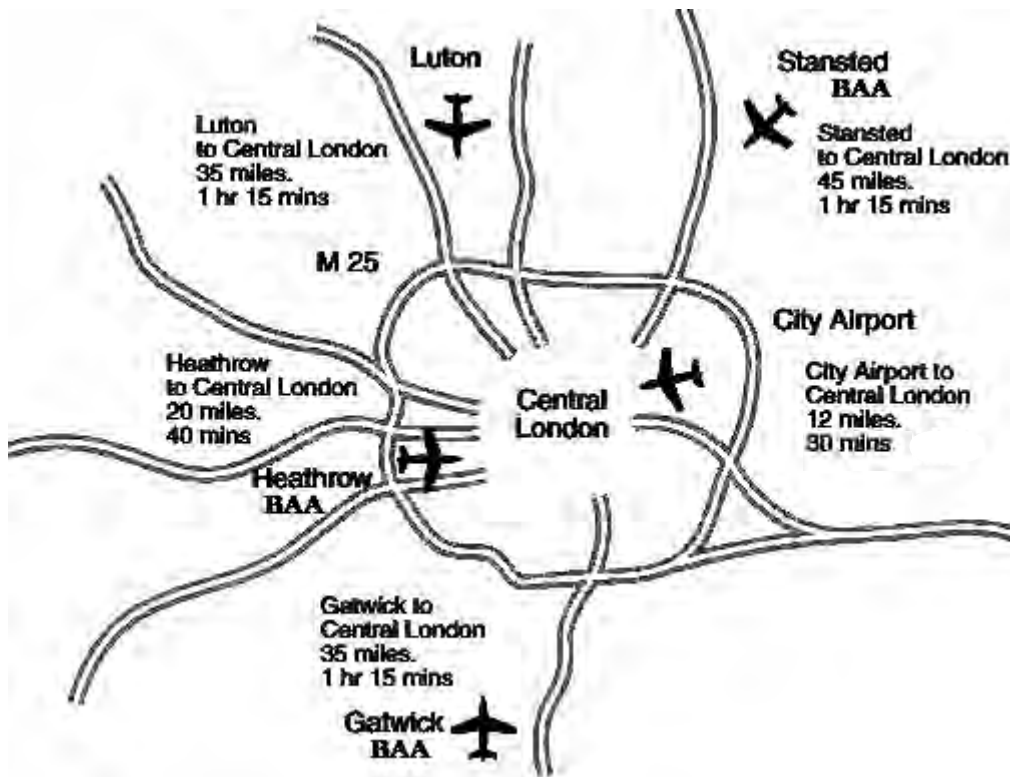 Luton
Stansted
BAA
Luton
to Central London
35 miles.
1 hr 15 mins
Stansted
to Central London
45 miles.
1 hr 15 mins
M 25
City Airport
Heathrow
to Central London
20 miles.
40 mins
City Airport to
Central London
12 miles.
30 mins
Central
London
Heathrow
BAA
Gatwick to
Central London
35 miles.
1 hr 15 mins
Gatwick
BAA